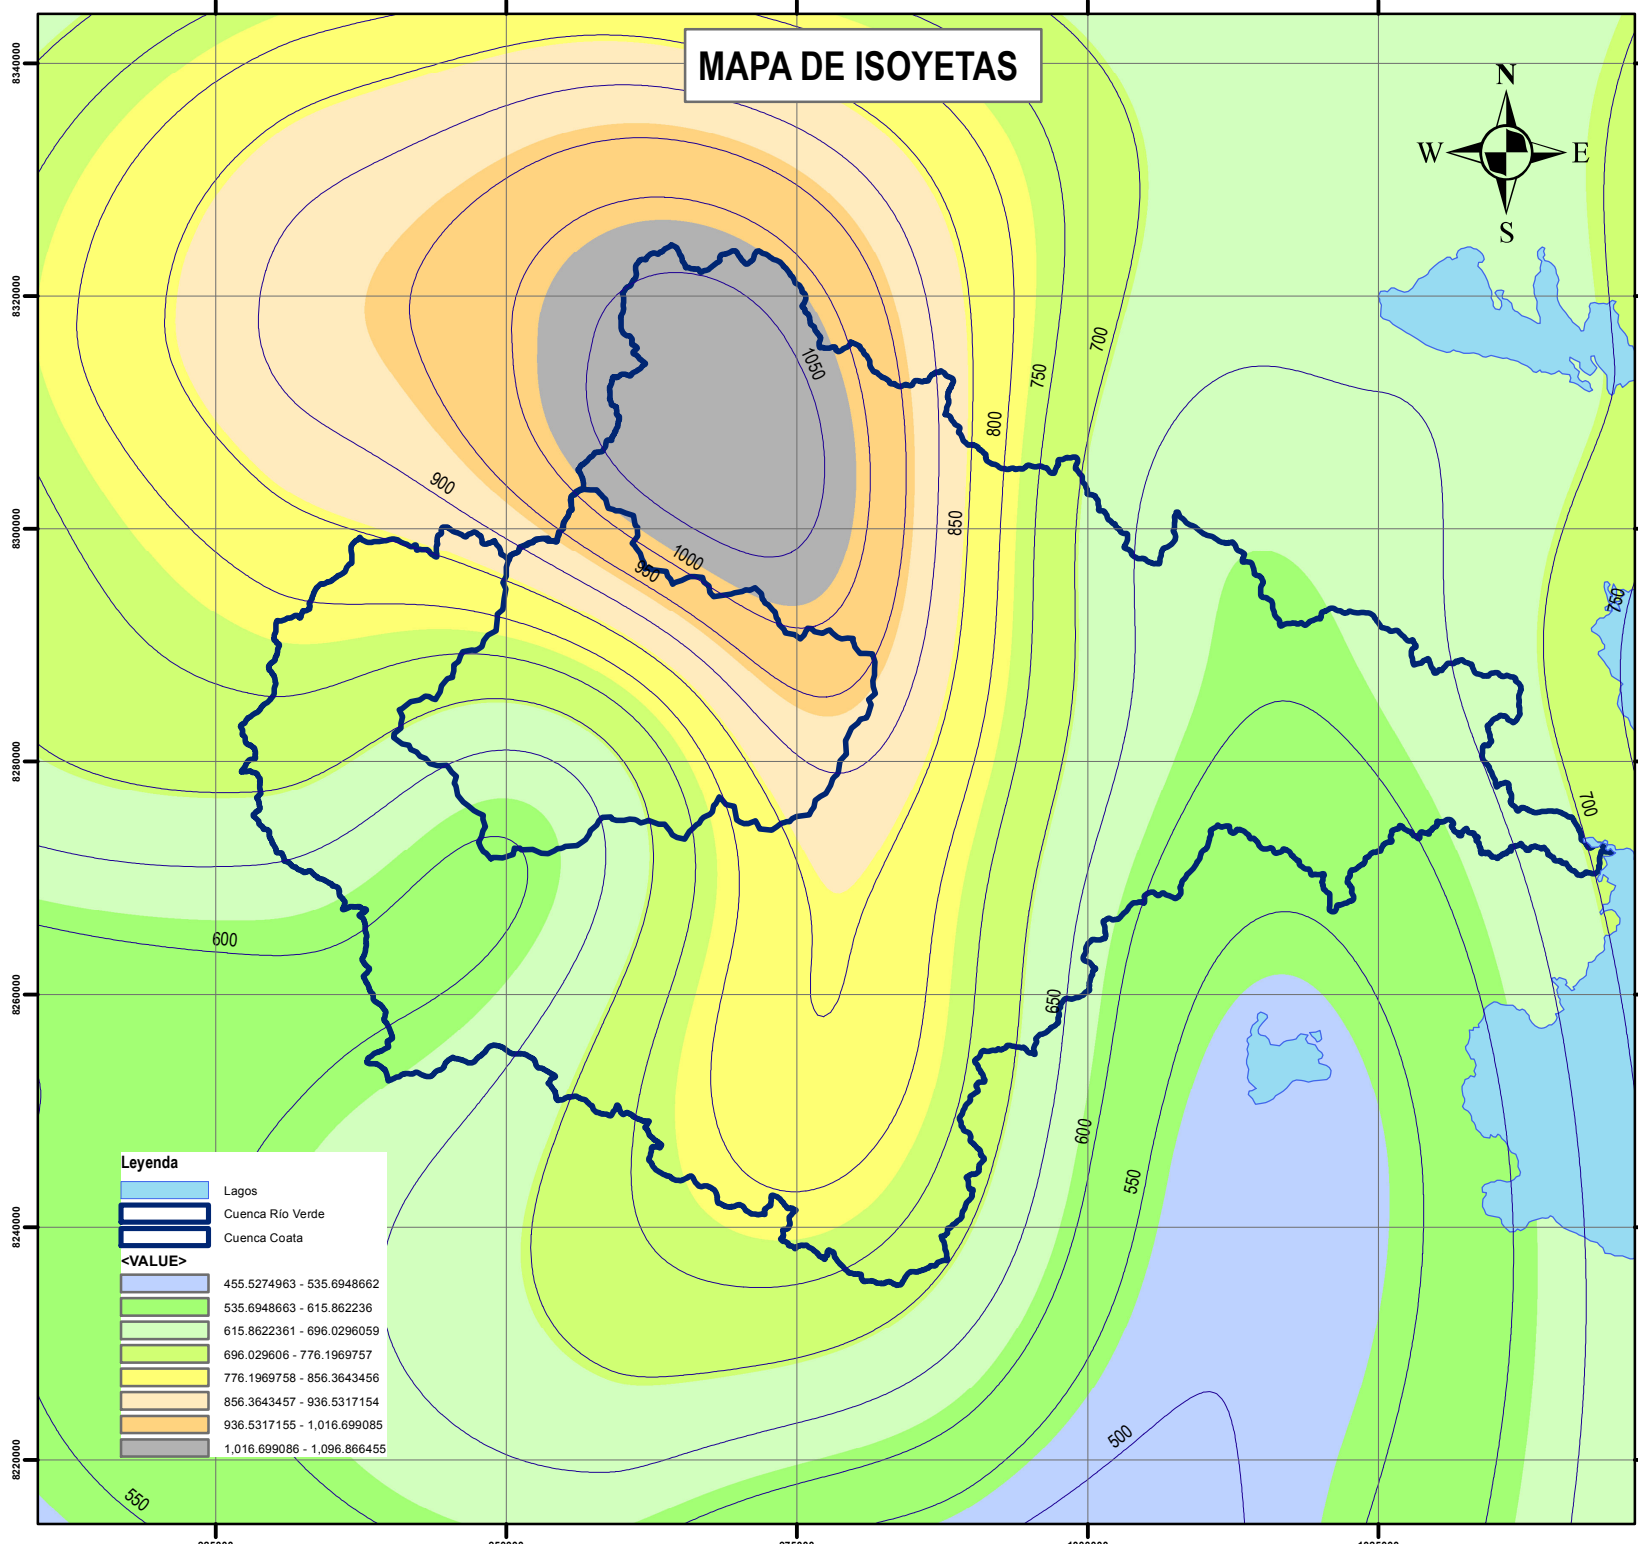 MAPA DE ISOYETAS
N
W E
S
8340000
8320000
8300000
8280000
8260000
8240000
8220000
700
750
800
850
1050
900
1000
950
750
700
600
650
600
550
500
550
Leyenda
Lagos
Cuenca Río Verde
Cuenca Coata
<VALUE>
455.5274963 - 535.6948662
535.6948663 - 615.862236
615.8622361 - 696.0296059
696.029606 - 776.1969757
776.1969758 - 856.3643456
856.3643457 - 936.5317154
936.5317155 - 1,016.699085
1,016.699086 - 1,096.866455